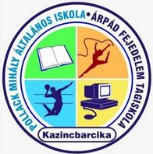 POLLACK MIHÁLY ÁLTALÁNOS ISKOLA • ÁRPÁD FEJEDELEM TAGISKOLA
Kazincbarcika